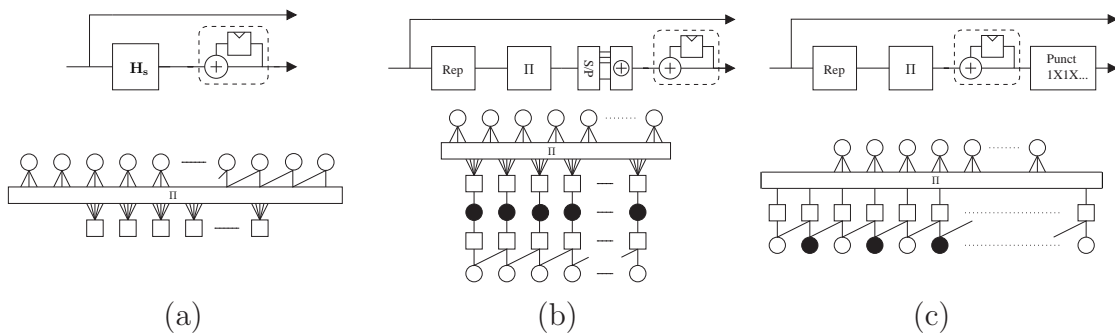 H_s
+
Π
(a)
Rep
Π
S/P
+
+
Π
(b)
Rep
Π
+
Punct
1X1X...
Π
(c)